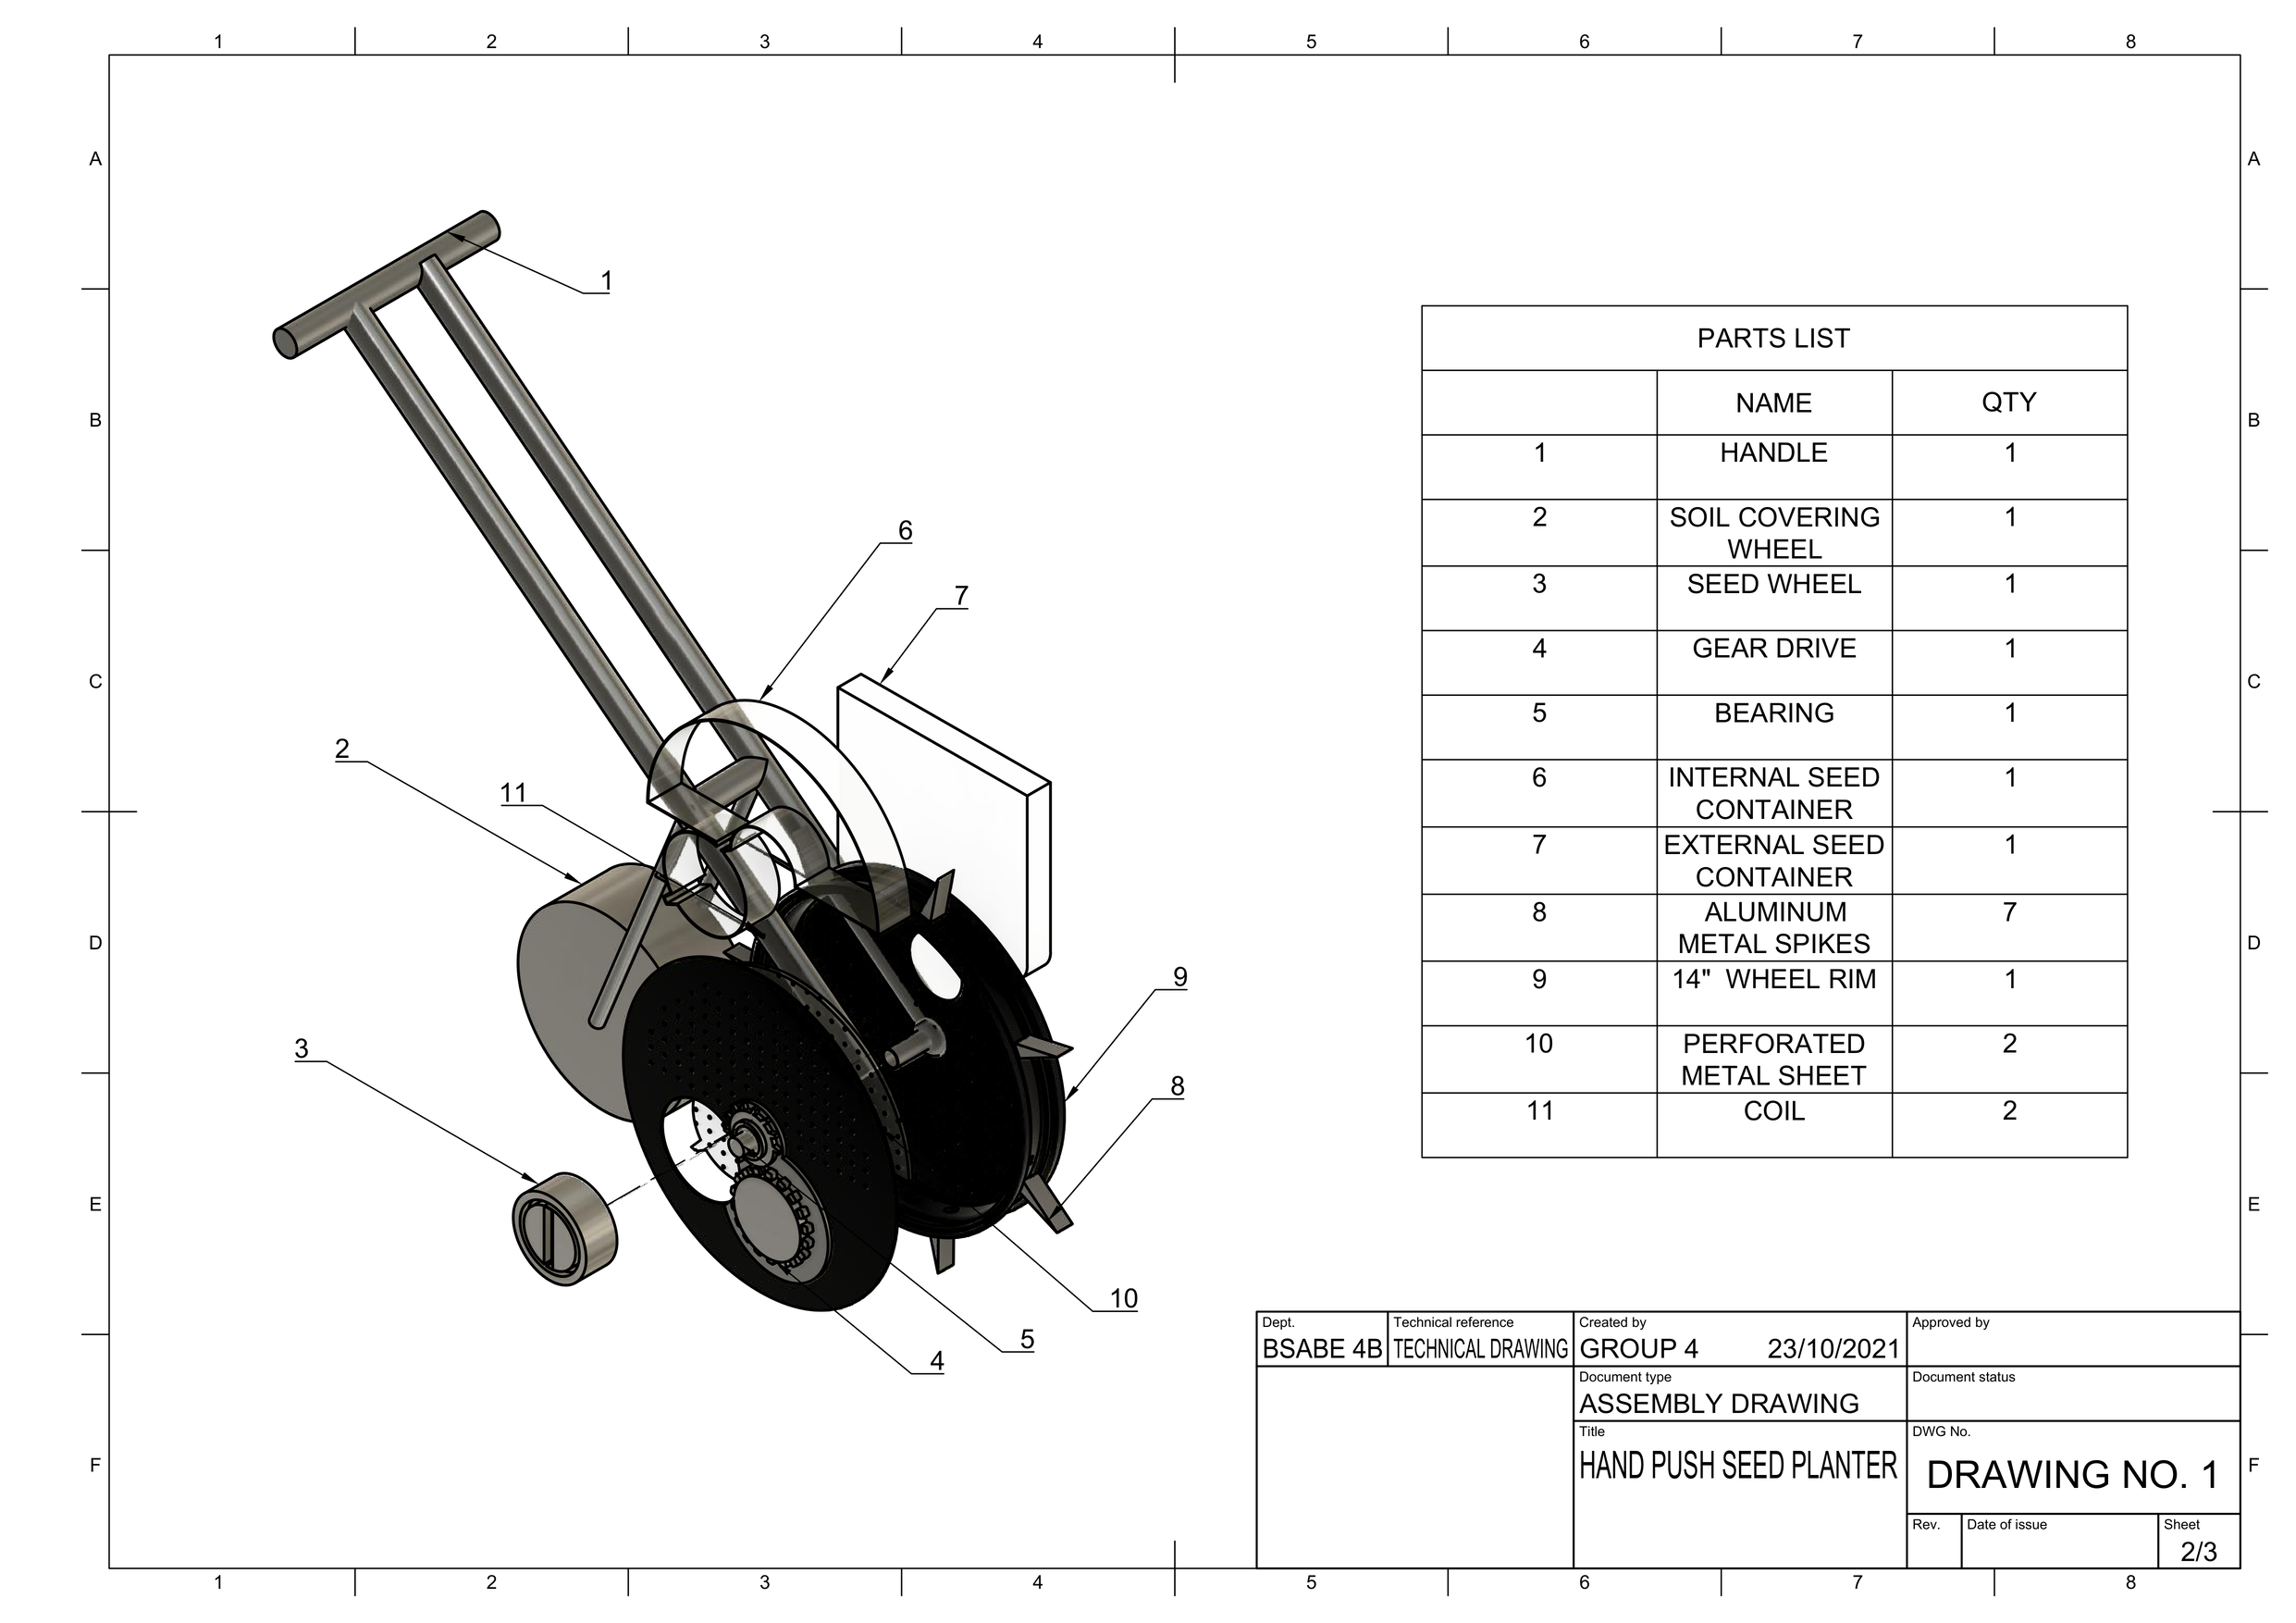 1 2 3 4 5 6 7 8
A A
1
PARTS LIST
NAME QTY
B B
1 HANDLE 1
2 SOIL COVERING WHEEL 1
6
3 SEED WHEEL 1
7
4 GEAR DRIVE 1
C C
5 BEARING 1
2
11
6 INTERNAL SEED CONTAINER 1
7 EXTERNAL SEED CONTAINER 1
8 ALUMINUM METAL SPIKES 7
D D
9
9 14" WHEEL RIM 1
3
10 PERFORATED METAL SHEET 2
8
11 COIL 2
E E
10
5
4
Dept. Technical reference Created by Approved by
BSABE 4B TECHNICAL DRAWING GROUP 4 23/10/2021
Document type Document status
ASSEMBLY DRAWING
Title DWG No.
HAND PUSH SEED PLANTER
DRAWING NO. 1
F F
Rev. Date of issue Sheet
2/3
1 2 3 4 5 6 7 8